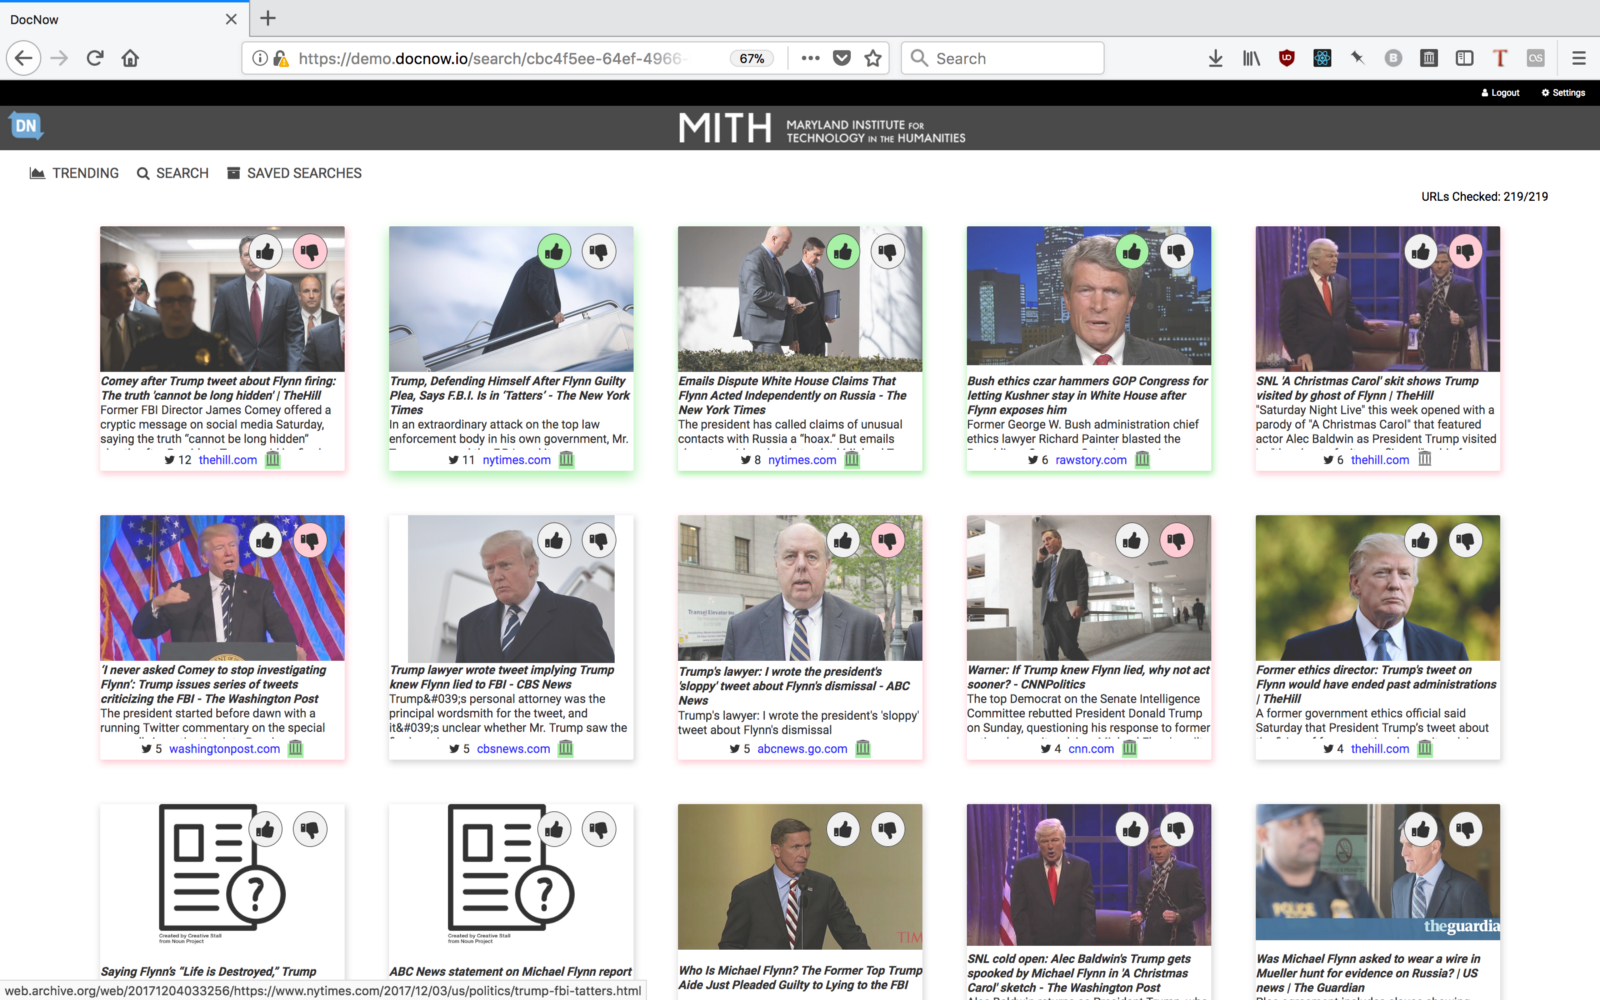 DocNow
https://demo.docnow.io/search/cbc4f5ee-64ef-4966-
67%
Search
Logout
Settings
DN
MITH
MARYLAND INSTITUTE FOR
TECHNOLOGY IN THE HUMANITIES
TRENDING
SEARCH
SAVED SEARCHES
URLs Checked: 219/219
Comey after Trump tweet about Flynn firing:
The truth 'cannot be long hidden' | TheHill
Former FBI Director James Comey offered a
cryptic message on social media Saturday,
saying the truth “cannot be long hidden”
12 thehill.com
Trump, Defending Himself After Flynn Guilty
Plea, Says F.B.I. Is in ‘Tatters’ - The New York
Times
In an extraordinary attack on the top law
enforcement body in his own government, Mr.
11 nytimes.com
Emails Dispute White House Claims That
Flynn Acted Independently on Russia - The
New York Times
The president has called claims of unusual
contacts with Russia a “hoax.” But emails
8 nytimes.com
Bush ethics czar hammers GOP Congress for
letting Kushner stay in White House after
Flynn exposes him
Former George W. Bush administration chief
ethics lawyer Richard Painter blasted the
6 rawstory.com
SNL 'A Christmas Carol' skit shows Trump
visited by ghost of Flynn | TheHill
"Saturday Night Live" this week opened with a
parody of "A Christmas Carol" that featured
actor Alec Baldwin as President Trump visited
6 thehill.com
'I never asked Comey to stop investigating
Flynn': Trump issues series of tweets
criticizing the FBI - The Washington Post
The president started before dawn with a
running Twitter commentary on the special
5 washingtonpost.com
Trump lawyer wrote tweet implying Trump
knew Flynn lied to FBI - CBS News
Trump&#039;s personal attorney was the
principal wordsmith for the tweet, and
it&#039;s unclear whether Mr. Trump saw the
5 cbsnews.com
Trump's lawyer: I wrote the president's
'sloppy' tweet about Flynn's dismissal - ABC
News
Trump's lawyer: I wrote the president's 'sloppy'
tweet about Flynn's dismissal
5 abcnews.go.com
Warner: If Trump knew Flynn lied, why not act
sooner? - CNNPolitics
The top Democrat on the Senate Intelligence
Committee rebutted President Donald Trump
on Sunday, questioning his response to former
4 cnn.com
Former ethics director: Trump's tweet on
Flynn would have ended past administrations
| TheHill
A former government ethics official said
Saturday that President Trump’s tweet about
4 thehill.com
Created by Creative Stall
from Noun Project
Saying Flynn’s “Life is Destroyed,” Trump
Created by Creative Stall
from Noun Project
ABC News statement on Michael Flynn report
TIM
Who Is Michael Flynn? The Former Top Trump
Aide Just Pleaded Guilty to Lying to the FBI
SNL cold open: Alec Baldwin's Trump gets
spooked by Michael Flynn in 'A Christmas
Carol' sketch - The Washington Post
POLICE
theguardia
Was Michael Flynn asked to wear a wire in
Mueller hunt for evidence on Russia? | US
news | The Guardian
web.archive.org/web/20171204033256/https://www.nytimes.com/2017/12/03/us/politics/trump-fbi-tatters.html